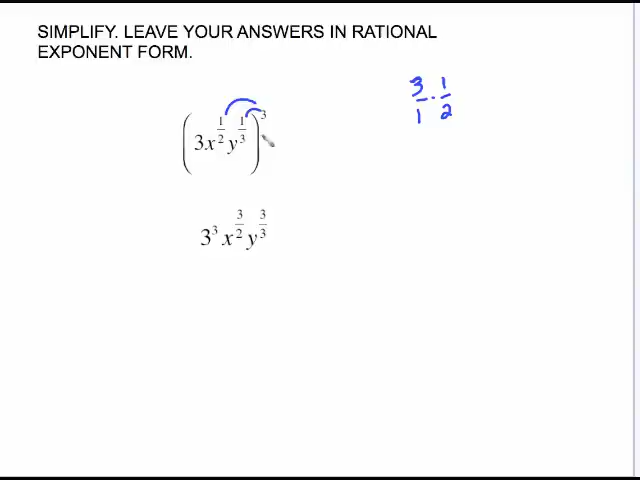 SIMPLIFY. LEAVE YOUR ANSWERS IN RATIONAL
EXPONENT FORM.
(3x^{1/2}y^{1/3})^3
3/1 · 1/2
3^3 x^{3/2} y^{3/3}